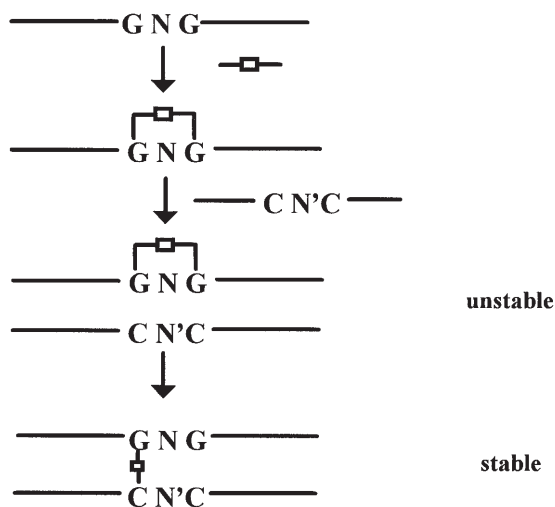 G N G
G N G
C N'C
G N G
unstable
C N'C
G N G
stable
C N'C